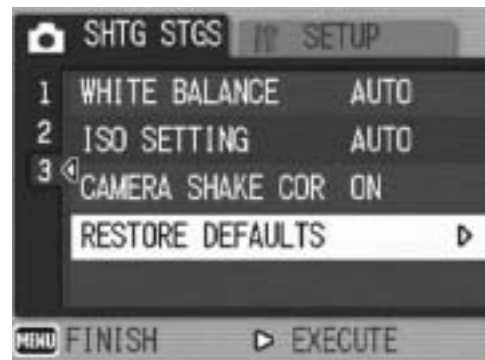 SHTG STGS SETUP
1 WHITE BALANCE AUTO
2 ISO SETTING AUTO
3 CAMERA SHAKE COR ON
RESTORE DEFAULTS
MENU FINISH EXECUTE